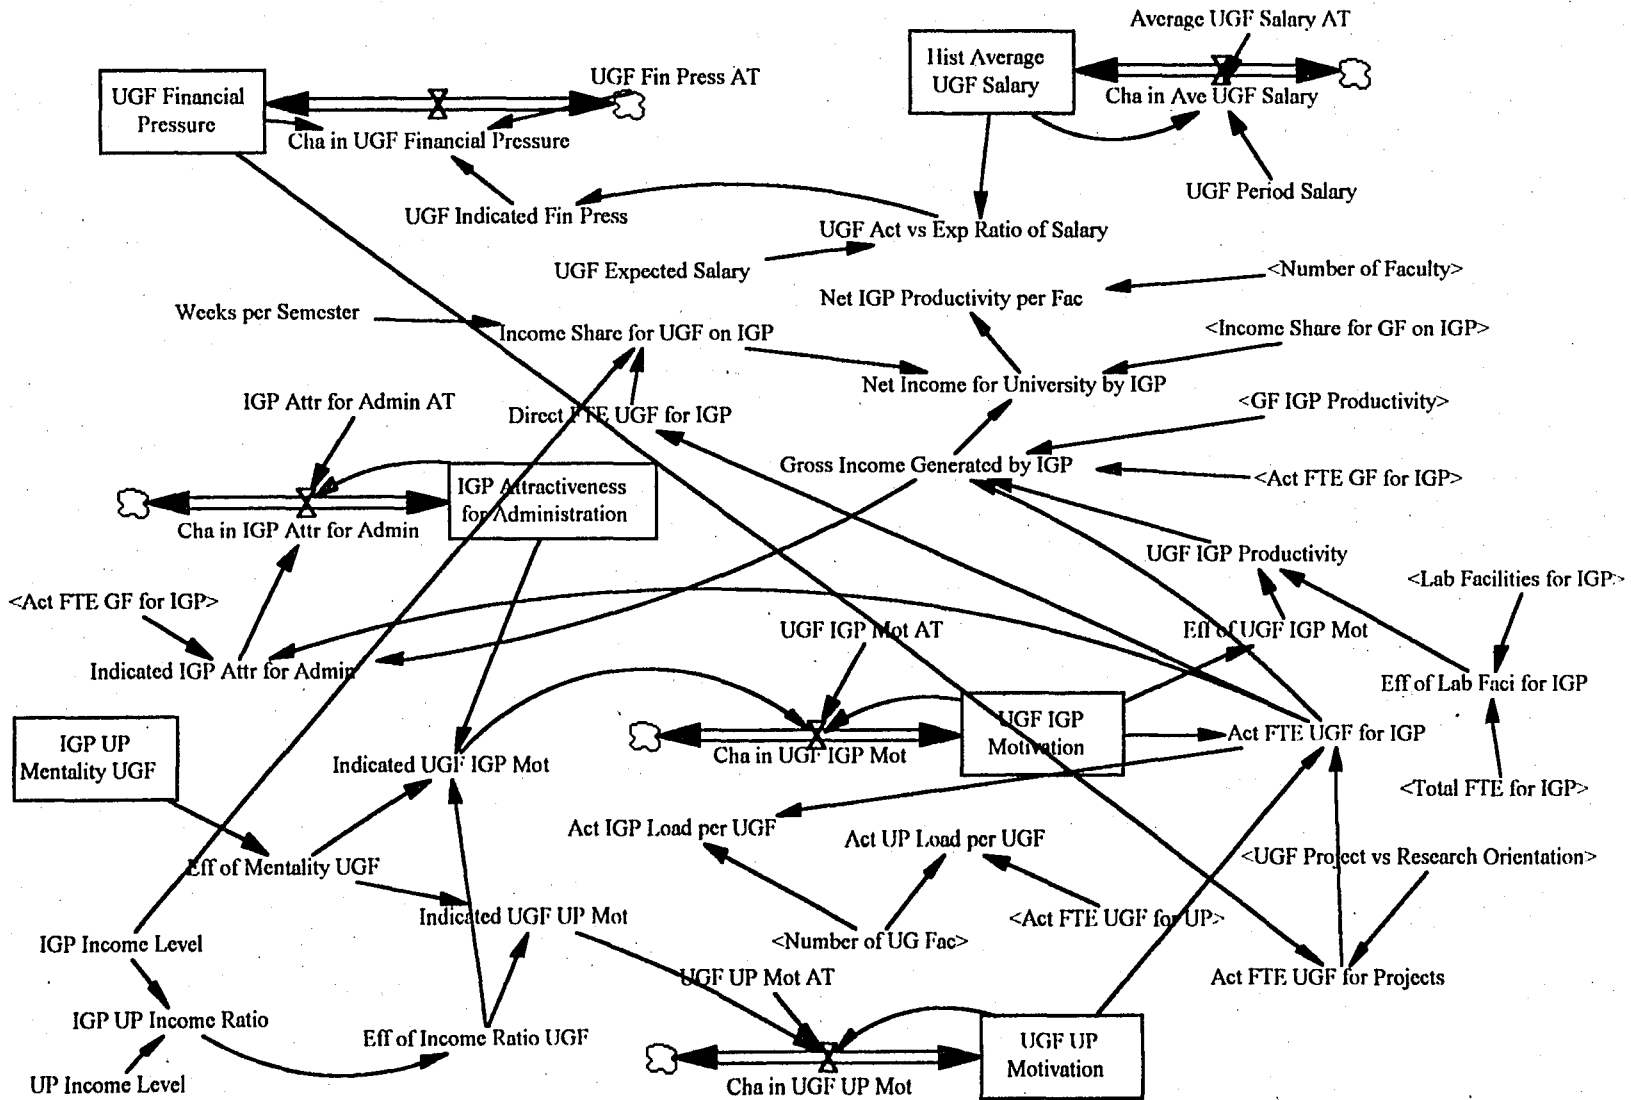 Average UGF Salary AT
Hist Average
UGF Salary
UGF Fin Press AT
UGF Financial
Pressure
Cha in Ave UGF Salary
Cha in UGF Financial Pressure
UGF Period Salary
UGF Indicated Fin Press
UGF Act vs Exp Ratio of Salary
UGF Expected Salary
<Number of Faculty>
Net IGP Productivity per Fac
Weeks per Semester
Income Share for UGF on IGP
<Income Share for GF on IGP>
Net Income for University by IGP
IGP Attr for Admin AT
Direct FTE UGF for IGP
<GF IGP Productivity>
Gross Income Generated by IGP
<Act FTE GF for IGP>
IGP Attractiveness
for Administration
Cha in IGP Attr for Admin
UGF IGP Productivity
<Lab Facilities for IGP>
<Act FTE GF for IGP>
UGF IGP Mot AT
Eff of UGF IGP Mot
Indicated IGP Attr for Admin
Eff of Lab Faci for IGP
UGF IGP
Motivation
Act FTE UGF for IGP
IGP UP
Mentality UGF
Cha in UGF IGP Mot
Indicated UGF IGP Mot
<Total FTE for IGP>
Act IGP Load per UGF
Act UP Load per UGF
<UGF Project vs Research Orientation>
Eff of Mentality UGF
Indicated UGF UP Mot
<Act FTE UGF for UP>
<Number of UG Fac>
IGP Income Level
UGF UP Mot AT
Act FTE UGF for Projects
IGP UP Income Ratio
Eff of Income Ratio UGF
UGF UP
Motivation
UP Income Level
Cha in UGF UP Mot